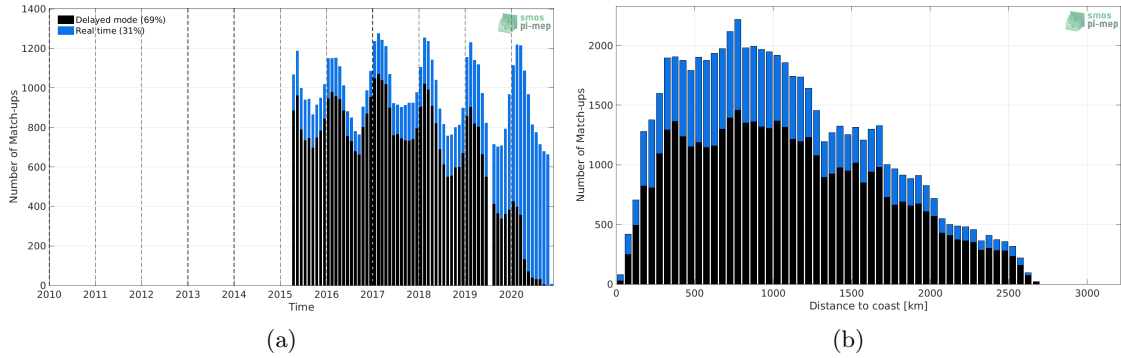 Delayed mode (69%)
Real time (31%)
smos
pi-mep
Number of Match-ups
1400
1200
1000
800
600
400
200
0
2010 2011 2012 2013 2014 2015 2016 2017 2018 2019 2020
Time
(a)
smos
pi-mep
Number of Match-ups
2000
1500
1000
500
0
0 500 1000 1500 2000 2500 3000
Distance to coast [km]
(b)